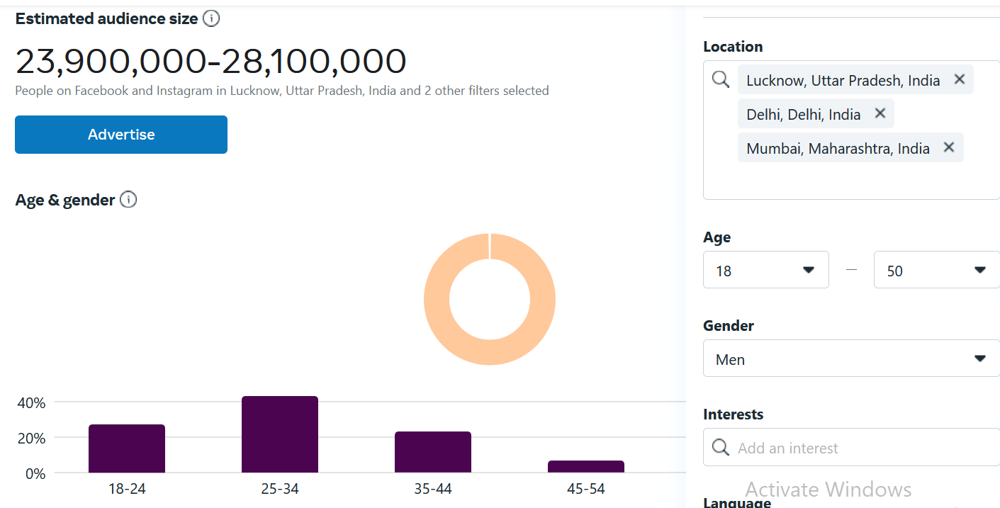 Estimated audience size
23,900,000-28,100,000
People on Facebook and Instagram in Lucknow, Uttar Pradesh, India and 2 other filters selected
Advertise
Age & gender
40%
20%
0%
18-24
25-34
35-44
45-54
Location
Lucknow, Uttar Pradesh, India
Delhi, Delhi, India
Mumbai, Maharashtra, India
Age
18
50
Gender
Men
Interests
Add an interest
Activate Windows
Language